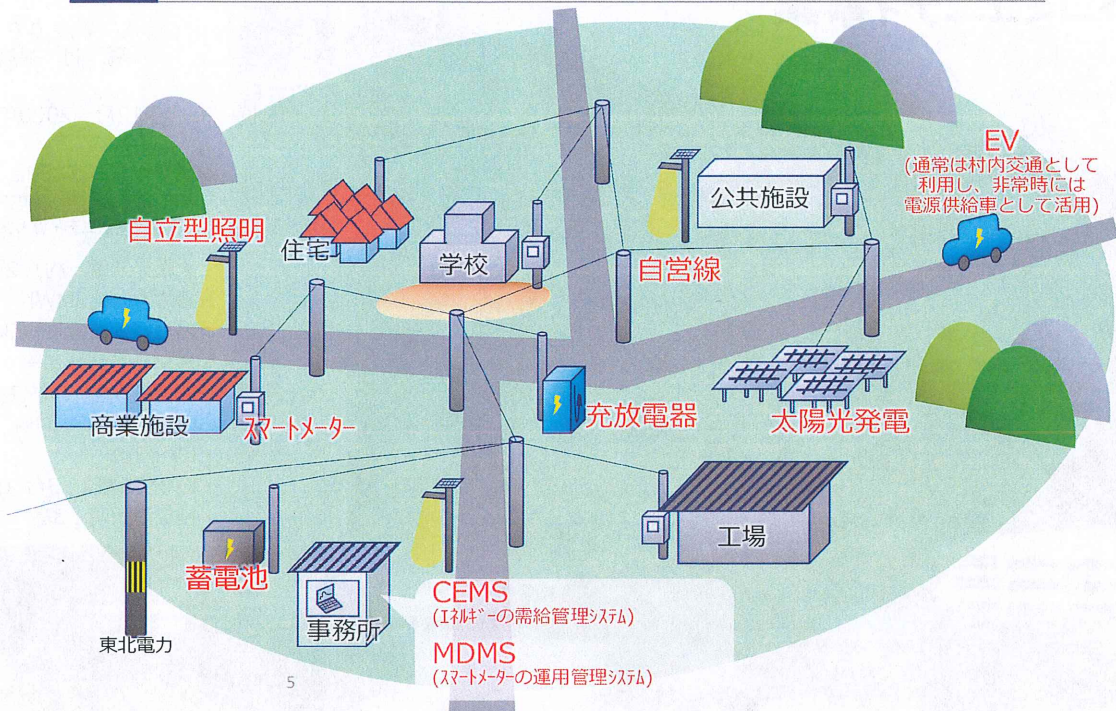 EV
(通常は村内交通として
利用し、非常時には
電源供給車として活用)
公共施設
自立型照明
住宅
学校
自営線
商業施設
スマートメーター
充放電器
太陽光発電
工場
蓄電池
事務所
CEMS
(エネルギーの需給管理システム)
MDMS
(スマートメーターの運用管理システム)
東北電力
5